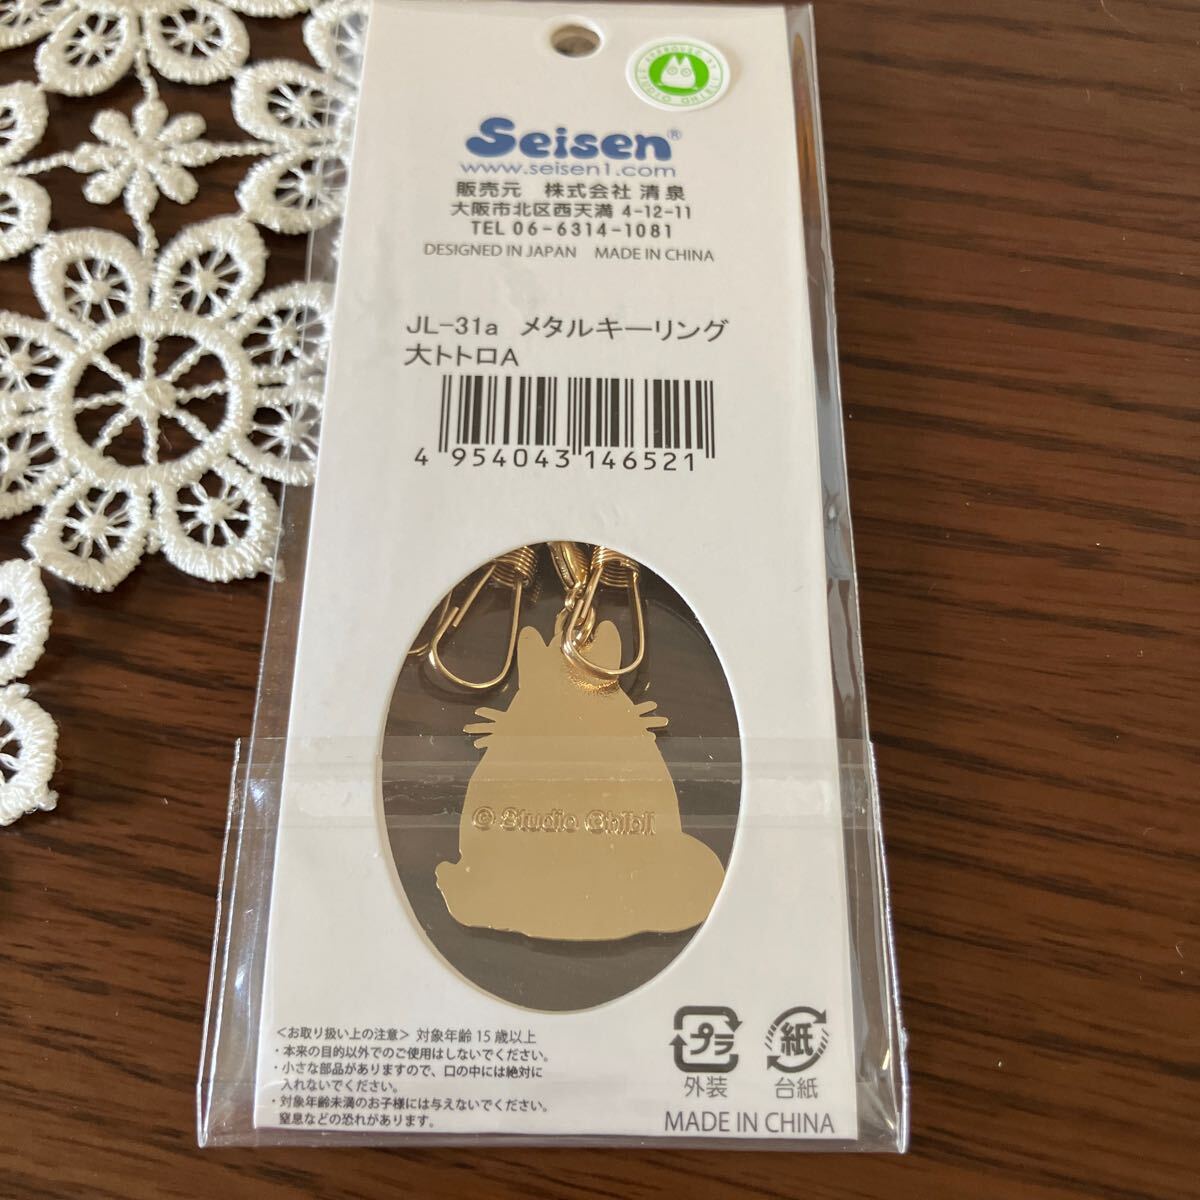 Seisen®
www.seisen1.com
販売元　株式会社 清泉
大阪市北区西天満 4-12-11
TEL 06-6314-1081
DESIGNED IN JAPAN　MADE IN CHINA
JL-31a　メタルキーリング
大トトロA
4 954043 146521
© Studio Ghibli
＜お取り扱い上の注意＞ 対象年齢 15 歳以上
・本来の目的以外でのご使用はしないでください。
・小さな部品がありますので、口の中には絶対に
入れないでください。
・対象年齢未満のお子様には与えないでください。
窒息などの恐れがあります。
プラ
外装
紙
台紙
MADE IN CHINA